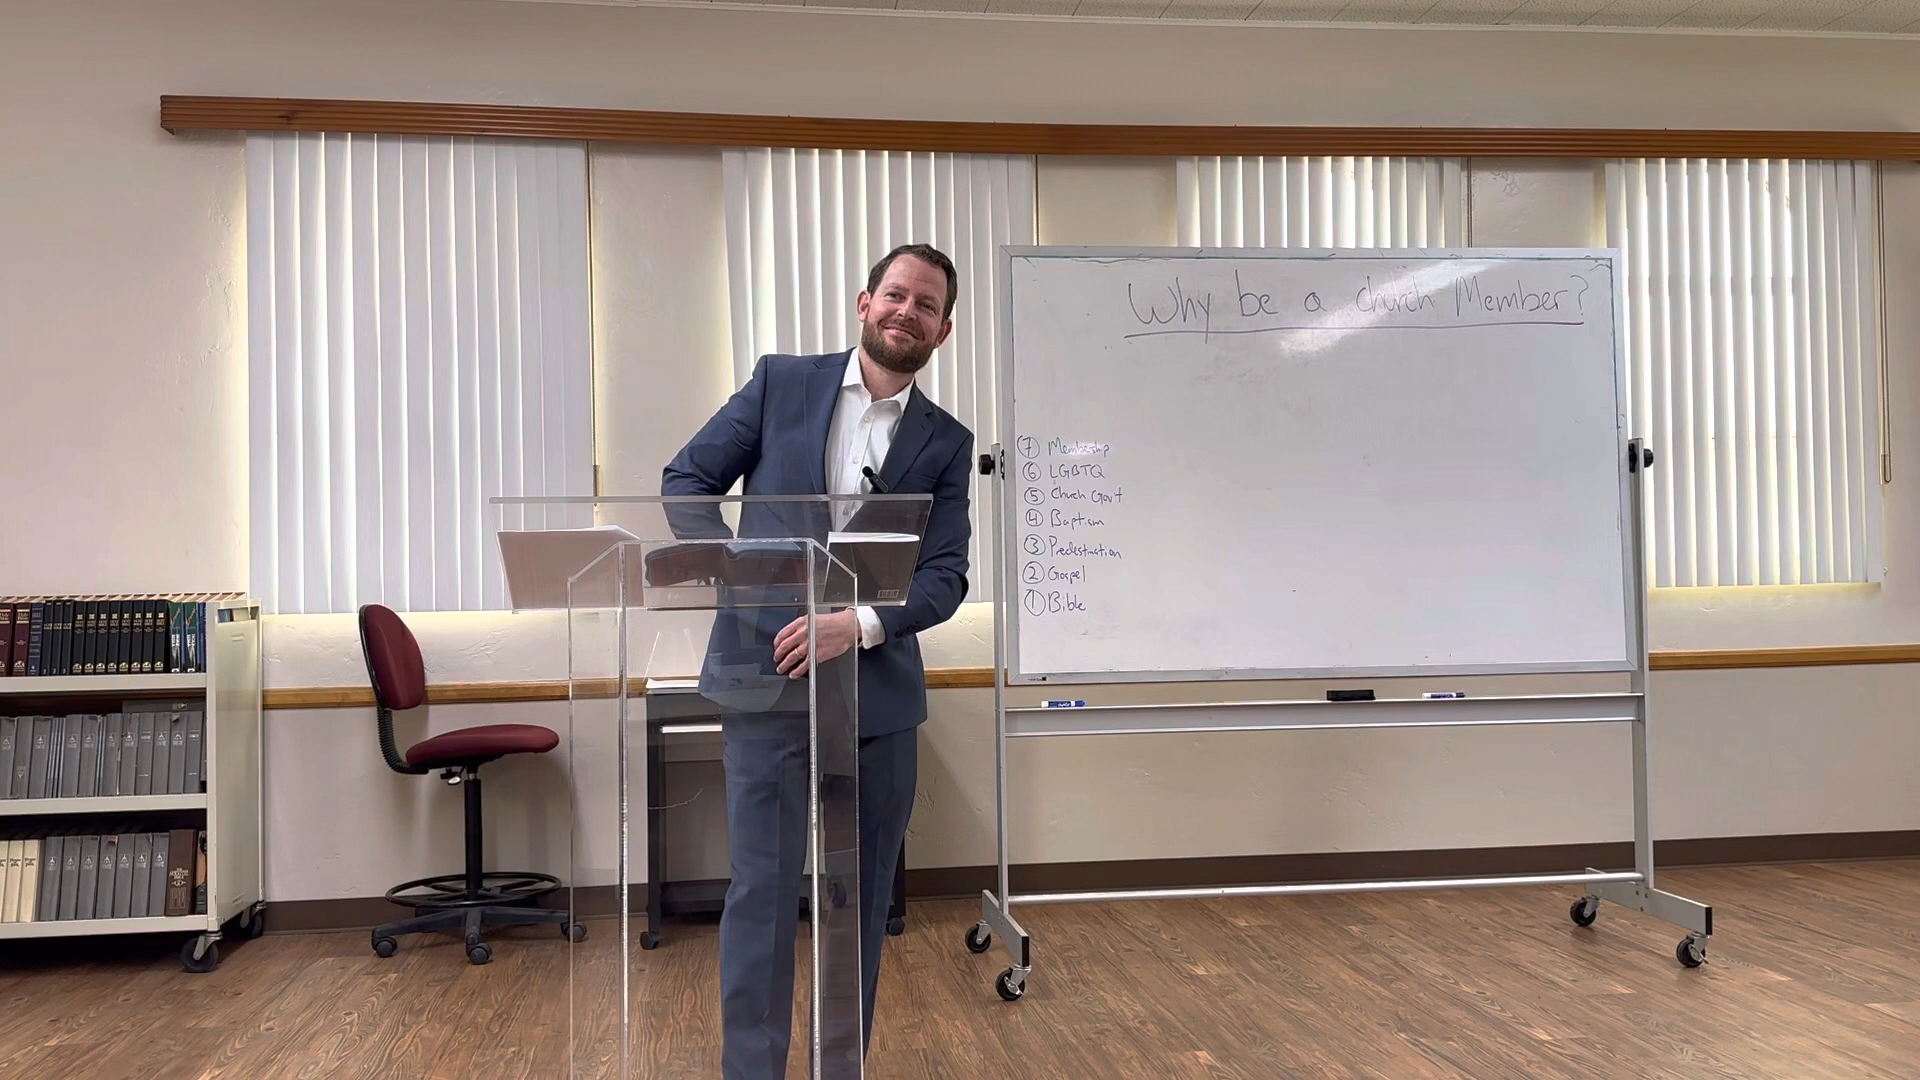 Why be a church Member?
⑦ Membership
⑥ LGBTQ
⑤ Church Gov't
④ Baptism
③ Predestination
② Gospel
① Bible